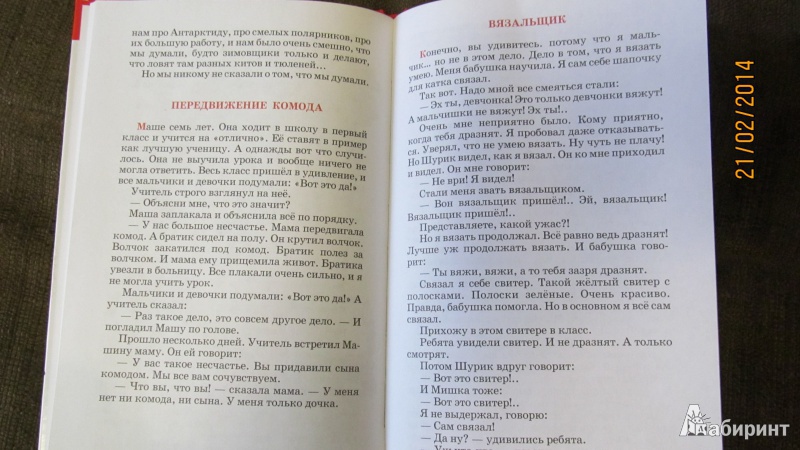 нам про Антарктиду, про смелых полярников, про
их большую работу, и нам было очень смешно, что
мы думали, будто зимовщики только и делают,
что ловят там разных китов и тюленей...
Но мы никому не сказали о том, что мы думали.
ПЕРЕДВИЖЕНИЕ КОМОДА
Маше семь лет. Она ходит в школу в первый
класс и учится на «отлично». Её ставят в пример
как лучшую ученицу. А однажды вот что случи-
лось. Она не выучила урока и вообще ничего не
могла ответить. Весь класс пришёл в удивление, и
все мальчики и девочки подумали: «Вот это да!»
Учитель строго взглянул на неё.
— Объясни мне, что это значит?
Маша заплакала и объяснила всё по порядку.
— У нас большое несчастье. Мама передвигала
комод. А братик сидел на полу. Он крутил волчок.
Волчок закатился под комод. Братик полез за
волчком. И мама ему прищемила живот. Братика
увезли в больницу. Все плакали очень сильно, и я
не могла учить урок.
Мальчики и девочки подумали: «Вот это да!» А
учитель сказал:
— Раз такое дело, это совсем другое дело. — И
погладил Машу по голове.
Прошло несколько дней. Учитель встретил Ма-
шину маму. Он ей говорит:
— У вас такое несчастье. Вы придавили сына
комодом. Мы все вам сочувствуем.
— Что вы, что вы! — сказала мама. — У меня
нет ни комода, ни сына. У меня только дочка.
ВЯЗАЛЬЩИК
Конечно, вы удивитесь. потому что я маль-
чик... но не в этом дело. Дело в том, что я вязать
умею. Меня бабушка научила. Я сам себе шапочку
для катка связал.
Так вот. Надо мной все смеяться стали:
— Эх ты, девчонка! Это только девчонки вяжут!
А мальчишки не вяжут! Эх ты!..
Очень мне неприятно было. Кому приятно,
когда тебя дразнят. Я пробовал даже отказывать-
ся. Уверял, что не умею вязать. Ну чуть не плачу!
Но Шурик видел, как я вязал. Он ко мне приходил
и видел. Он мне говорит:
— Не ври! Я видел!
Стали меня звать вязальщиком.
— Вон вязальщик пришёл!.. Эй, вязальщик!
Вязальщик пришёл!..
Представляете, какой ужас?!
Но я вязать продолжал. Всё равно ведь дразнят!
Лучше уж продолжать вязать. И бабушка гово-
рит:
— Ты вяжи, вяжи, а то тебя зазря дразнят.
Связал я себе свитер. Такой жёлтый свитер с
полосками. Полоски зелёные. Очень красиво.
Правда, бабушка помогла. Но в основном я всё сам
связал.
Прихожу в этом свитере в класс.
Ребята увидели свитер. И не дразнят. А только
смотрят.
Потом Шурик вдруг говорит:
— Вот это свитер!..
И Мишка тоже:
— Вот это свитер!..
Я не выдержал, говорю:
— Сам связал!
— Да ну? — удивились ребята.
21/02/2014
Лабиринт